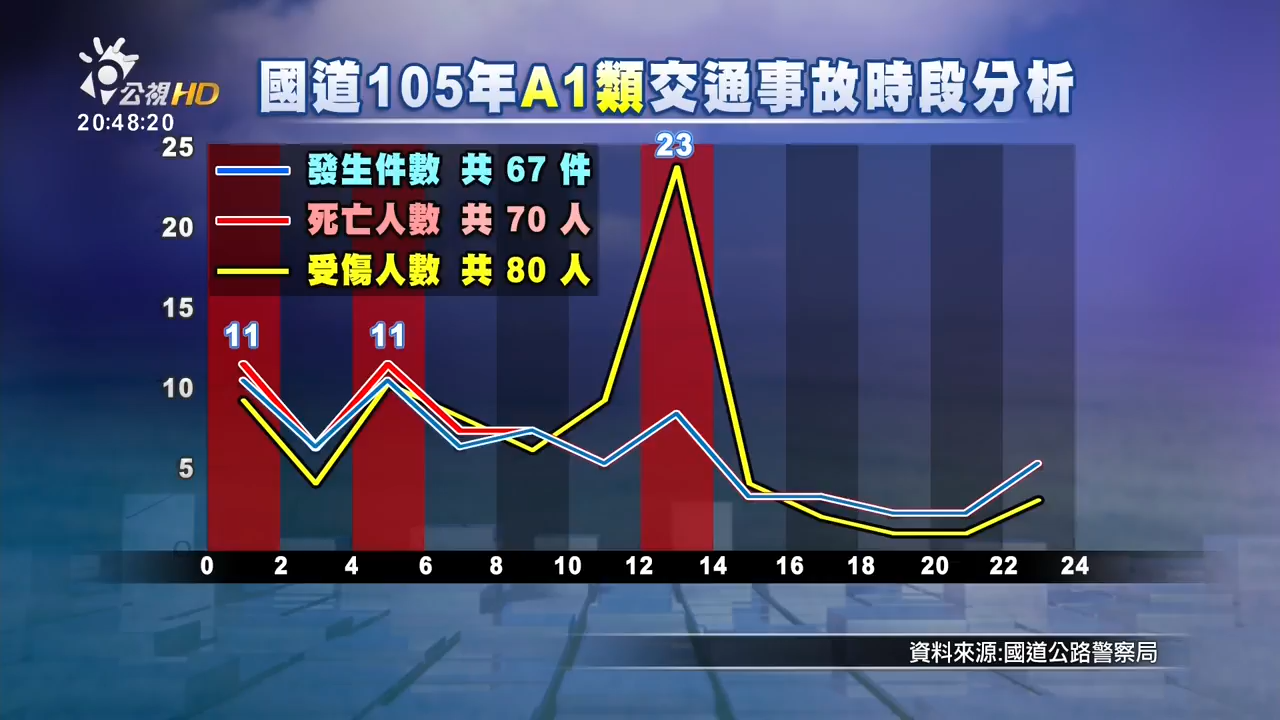 公視HD
20:48:20
國道105年A1類交通事故時段分析
25
20
15
10
5
0
發生件數 共 67 件
死亡人數 共 70 人
受傷人數 共 80 人
11
11
23
0 2 4 6 8 10 12 14 16 18 20 22 24
資料來源:國道公路警察局